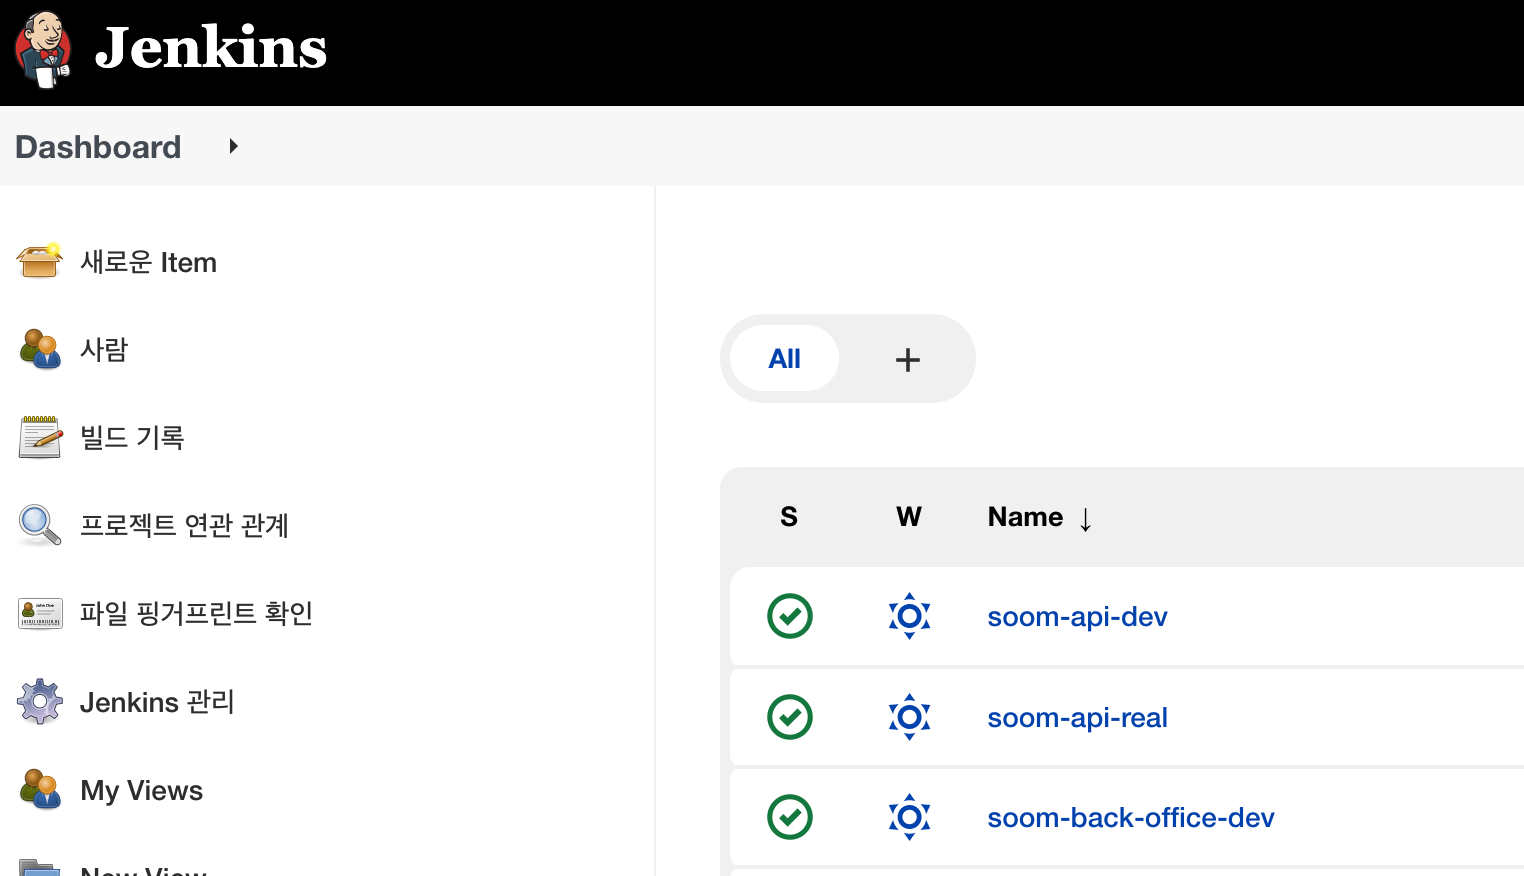 Jenkins
Dashboard
새로운 Item
사람
빌드 기록
프로젝트 연관 관계
파일 핑거프린트 확인
Jenkins 관리
My Views
New View
All +
S W Name ↓
soom-api-dev
soom-api-real
soom-back-office-dev